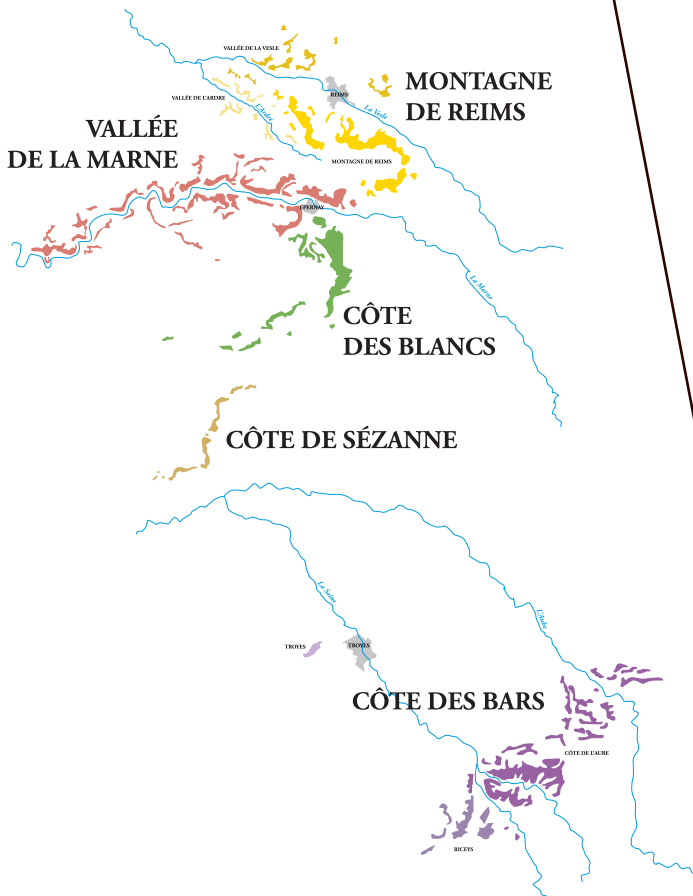 VALLÉE DE LA VESLE
MONTAGNE
DE REIMS
REIMS
VALLÉE DE L'ARDRE
L'Ardre
La Vesle
VALLÉE
DE LA MARNE
MONTAGNE DE REIMS
ÉPERNAY
La Marne
CÔTE
DES BLANCS
CÔTE DE SÉZANNE
La Seine
L'Aube
TROYES
TROYES
CÔTE DES BARS
CÔTE DE L'AUBE
RICEYS